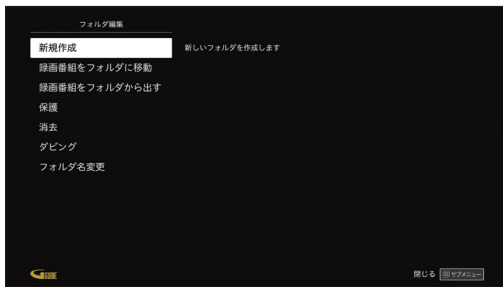 フォルダ編集
新規作成
新しいフォルダを作成します
録画番組をフォルダに移動
録画番組をフォルダから出す
保護
消去
ダビング
フォルダ名変更
GGUIDE
閉じる サブメニュー